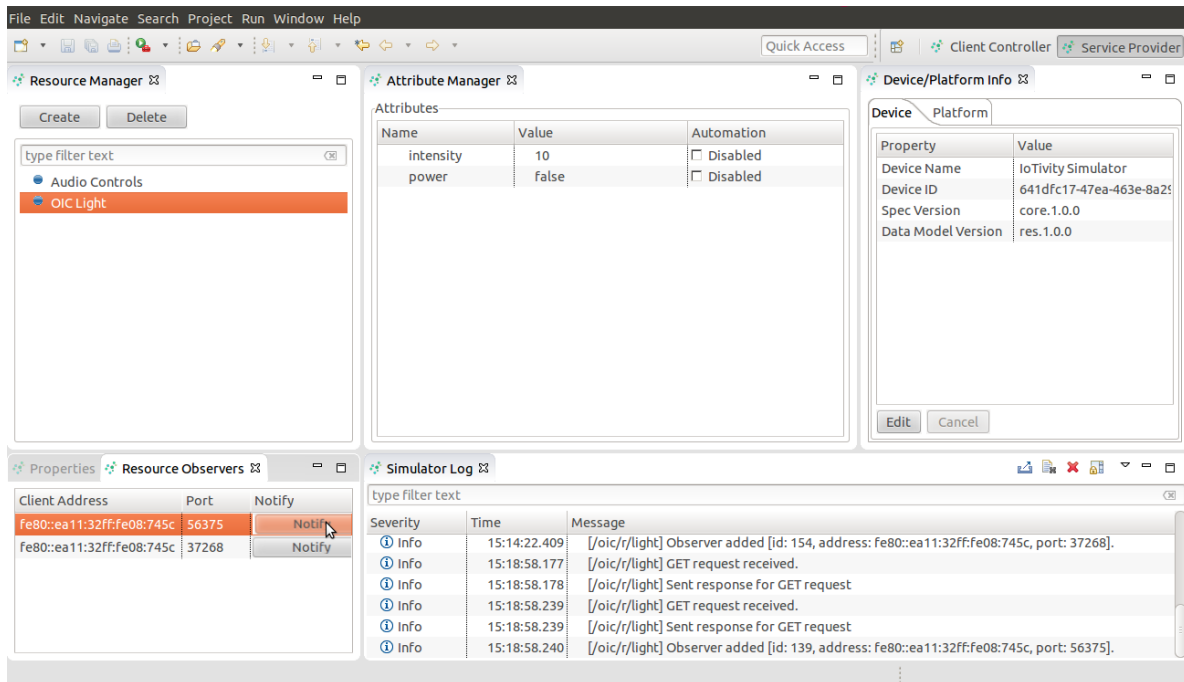 File Edit Navigate Search Project Run Window Help
Quick Access
Client Controller
Service Provider
Resource Manager
Create
Delete
type filter text
Audio Controls
OIC Light
Attribute Manager
Attributes
Name Value Automation
intensity 10 Disabled
power false Disabled
Device/Platform Info
Device Platform
Property Value
Device Name IoTivity Simulator
Device ID 641dfc17-47ea-463e-8a29
Spec Version core.1.0.0
Data Model Version res.1.0.0
Edit
Cancel
Properties
Resource Observers
Client Address Port Notify
fe80::ea11:32ff:fe08:745c 56375 Notify
fe80::ea11:32ff:fe08:745c 37268 Notify
Simulator Log
type filter text
Severity Time Message
Info 15:14:22.409 [/oic/r/light] Observer added [id: 154, address: fe80::ea11:32ff:fe08:745c, port: 37268].
Info 15:18:58.177 [/oic/r/light] GET request received.
Info 15:18:58.178 [/oic/r/light] Sent response for GET request
Info 15:18:58.239 [/oic/r/light] GET request received.
Info 15:18:58.239 [/oic/r/light] Sent response for GET request
Info 15:18:58.240 [/oic/r/light] Observer added [id: 139, address: fe80::ea11:32ff:fe08:745c, port: 56375].